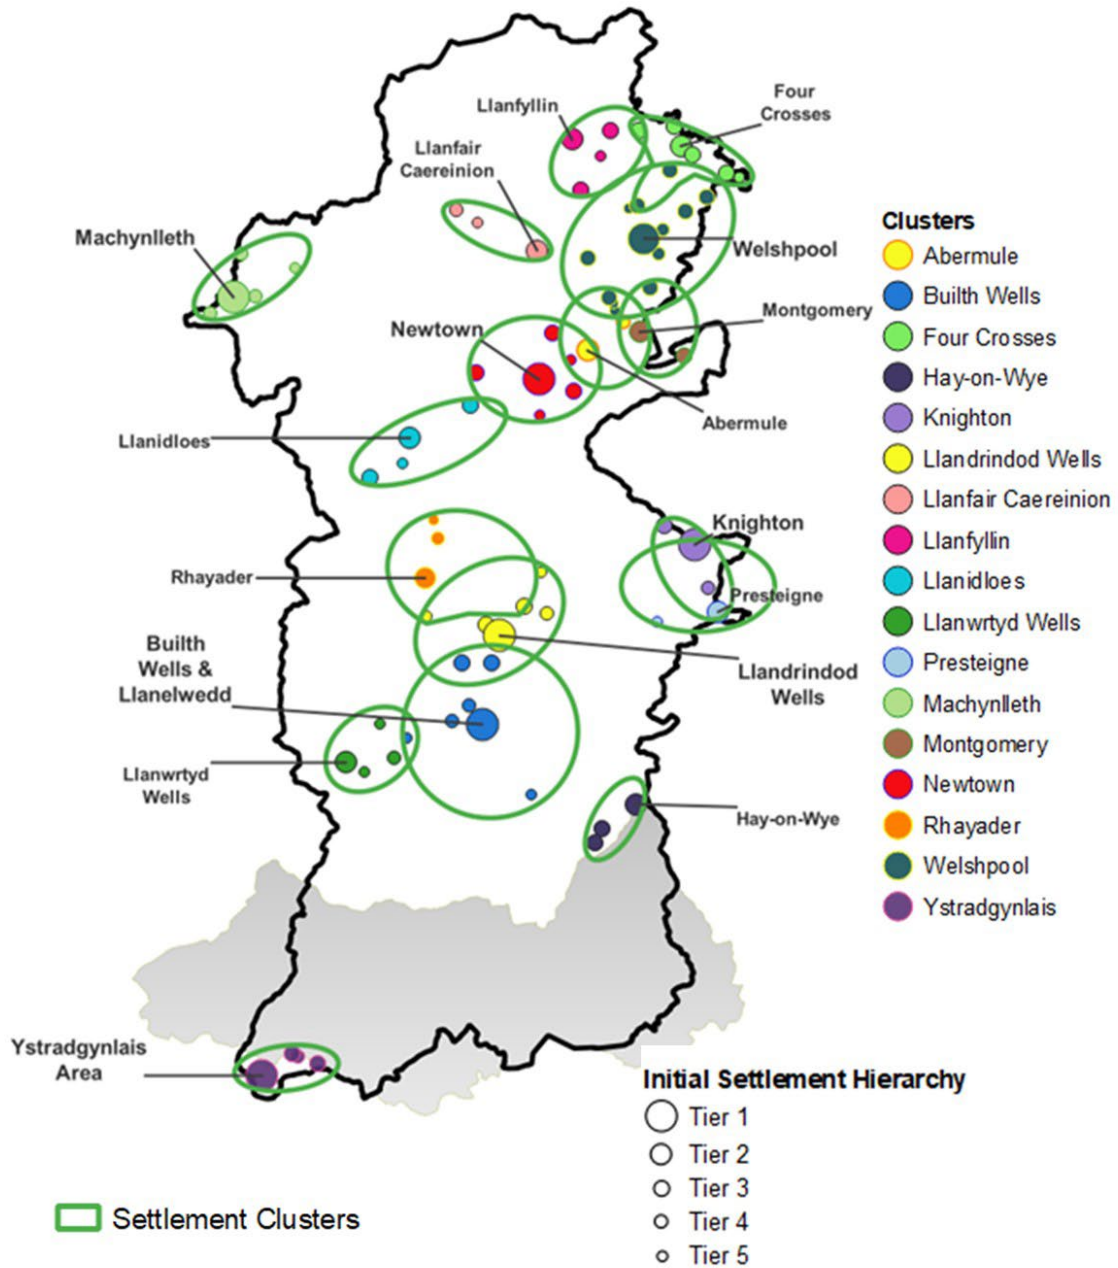 Four
Crosses
Llanfyllin
Llanfair
Caereinion
Machynlleth
Welshpool
Newtown
Montgomery
Abermule
Llanidloes
Knighton
Rhayader
Presteigne
Builth
Wells &
Llanelwedd
Llandrindod
Wells
Llanwrtyd
Wells
Hay-on-Wye
Ystradgynlais
Area
Clusters
Abermule
Builth Wells
Four Crosses
Hay-on-Wye
Knighton
Llandrindod Wells
Llanfair Caereinion
Llanfyllin
Llanidloes
Llanwrtyd Wells
Presteigne
Machynlleth
Montgomery
Newtown
Rhayader
Welshpool
Ystradgynlais
Initial Settlement Hierarchy
Tier 1
Tier 2
Tier 3
Tier 4
Tier 5
Settlement Clusters